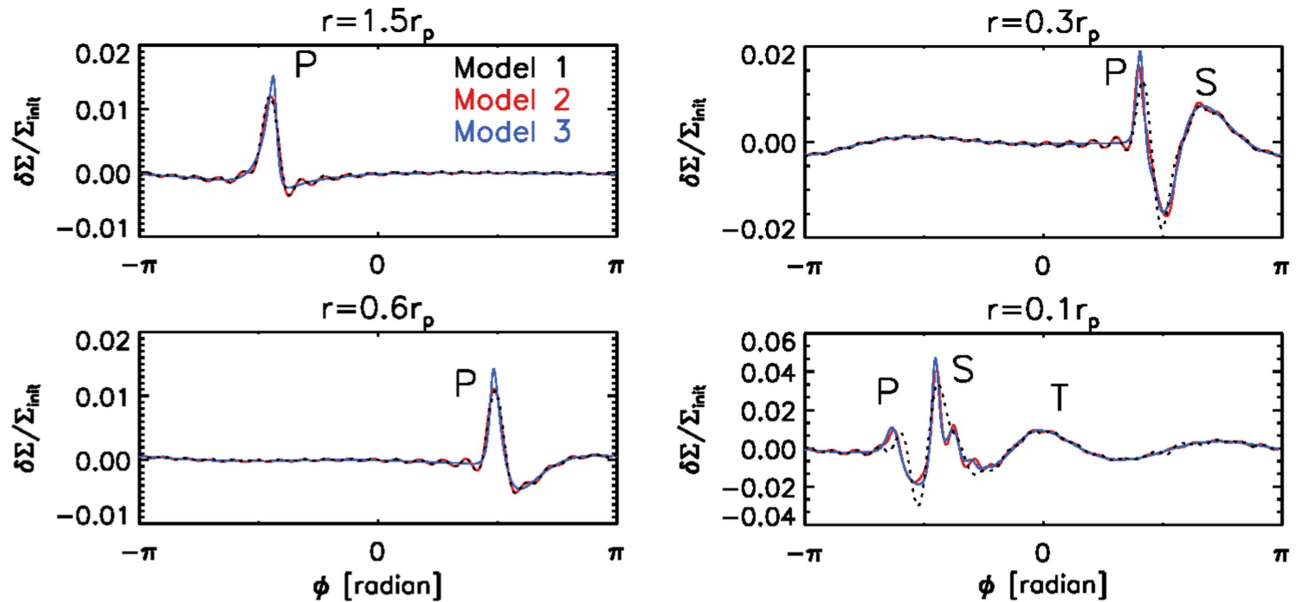 r=1.5r_p
0.02
0.01
0.00
−0.01
δΣ/Σ_init
P
Model 1
Model 2
Model 3
−π
0
π
r=0.3r_p
0.02
0.00
−0.02
δΣ/Σ_init
P
S
−π
0
π
r=0.6r_p
0.02
0.01
0.00
−0.01
δΣ/Σ_init
P
−π
0
π
φ [radian]
r=0.1r_p
0.06
0.04
0.02
0.00
−0.02
−0.04
δΣ/Σ_init
P
S
T
−π
0
π
φ [radian]